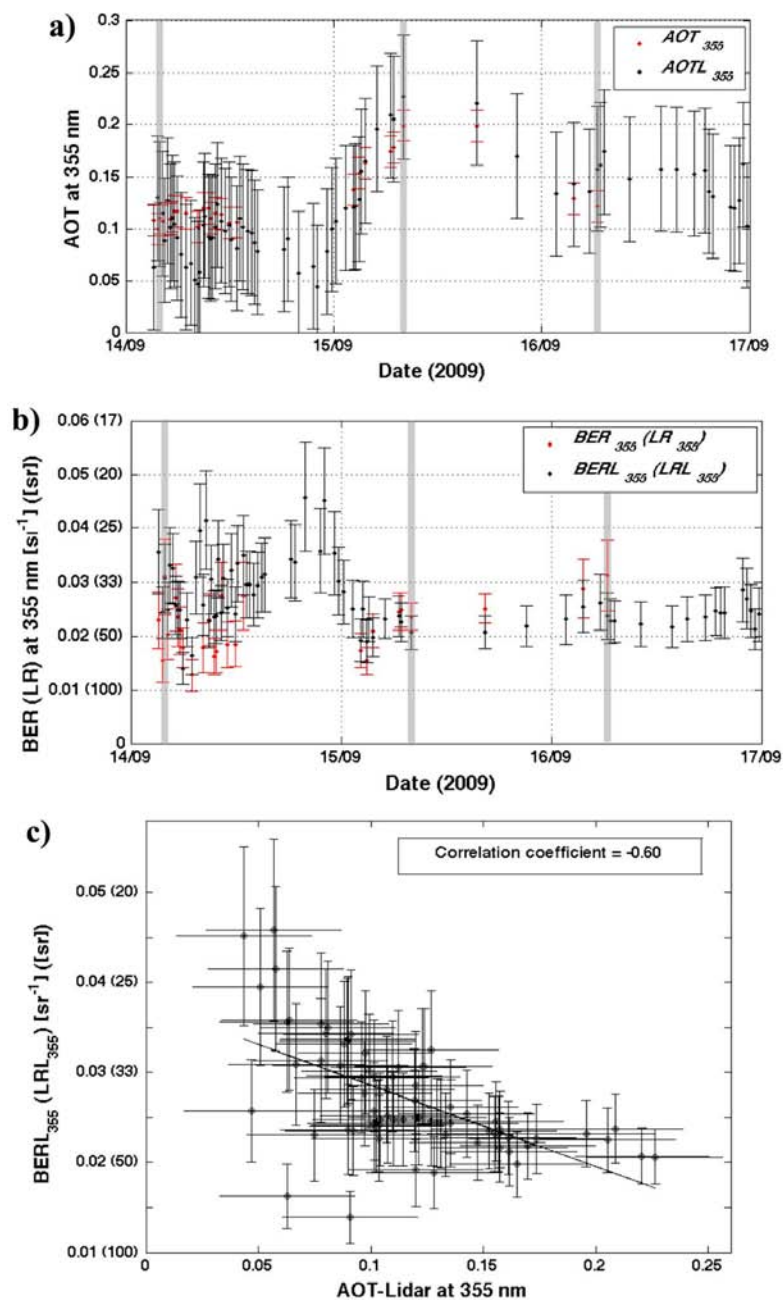 a)
0.3
0.25
0.2
0.15
0.1
0.05
0
AOT at 355 nm
AOT 355
AOTL 355
14/09
15/09
16/09
17/09
Date (2009)
b)
0.06 (17)
0.05 (20)
0.04 (25)
0.03 (33)
0.02 (50)
0.01 (100)
0
BER (LR) at 355 nm [si-1] ([sr])
BER 355 (LR 355)
BERL 355 (LRL 355)
14/09
15/09
16/09
17/09
Date (2009)
c)
Correlation coefficient = -0.60
0.05 (20)
0.04 (25)
0.03 (33)
0.02 (50)
0.01 (100)
BERL355 (LRL355) [sr-1] ([sr])
0
0.05
0.1
0.15
0.2
0.25
AOT-Lidar at 355 nm